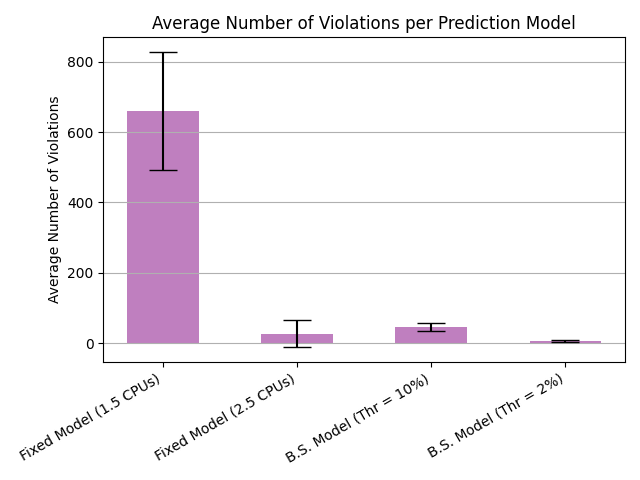 Average Number of Violations per Prediction Model
Average Number of Violations
800
600
400
200
0
Fixed Model (1.5 CPUs)
Fixed Model (2.5 CPUs)
B.S. Model (Thr = 10%)
B.S. Model (Thr = 2%)